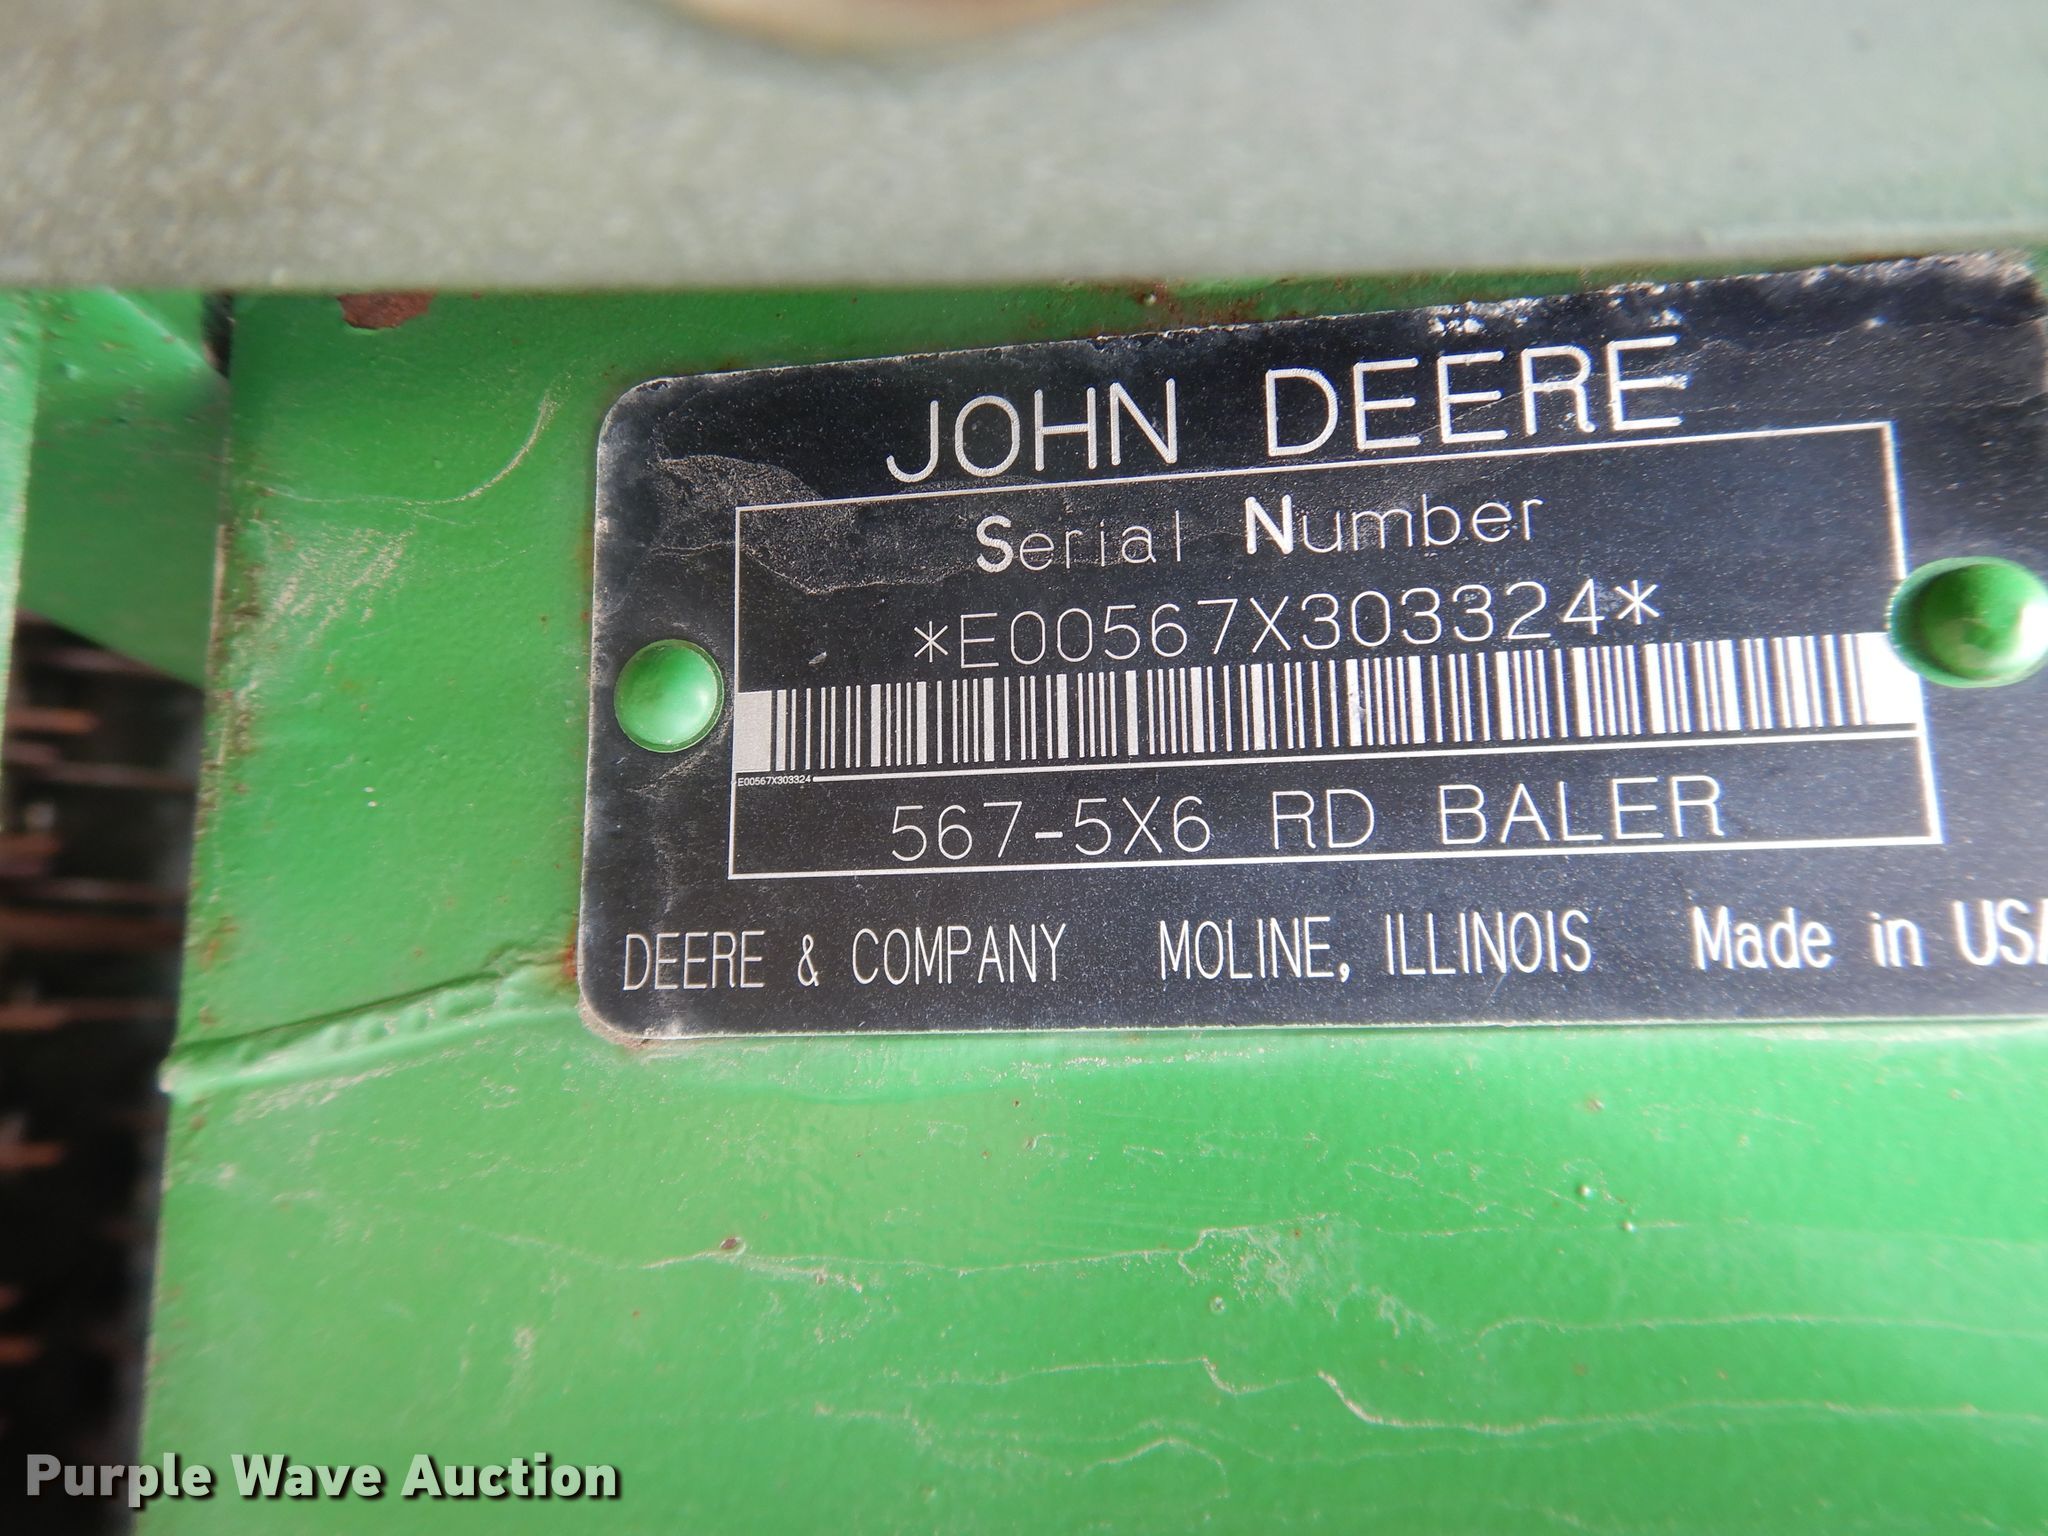 JOHN DEERE
Serial Number
*E00567X303324*
E00567X303324
567-5X6 RD BALER
DEERE & COMPANY MOLINE, ILLINOIS Made in USA
Purple Wave Auction